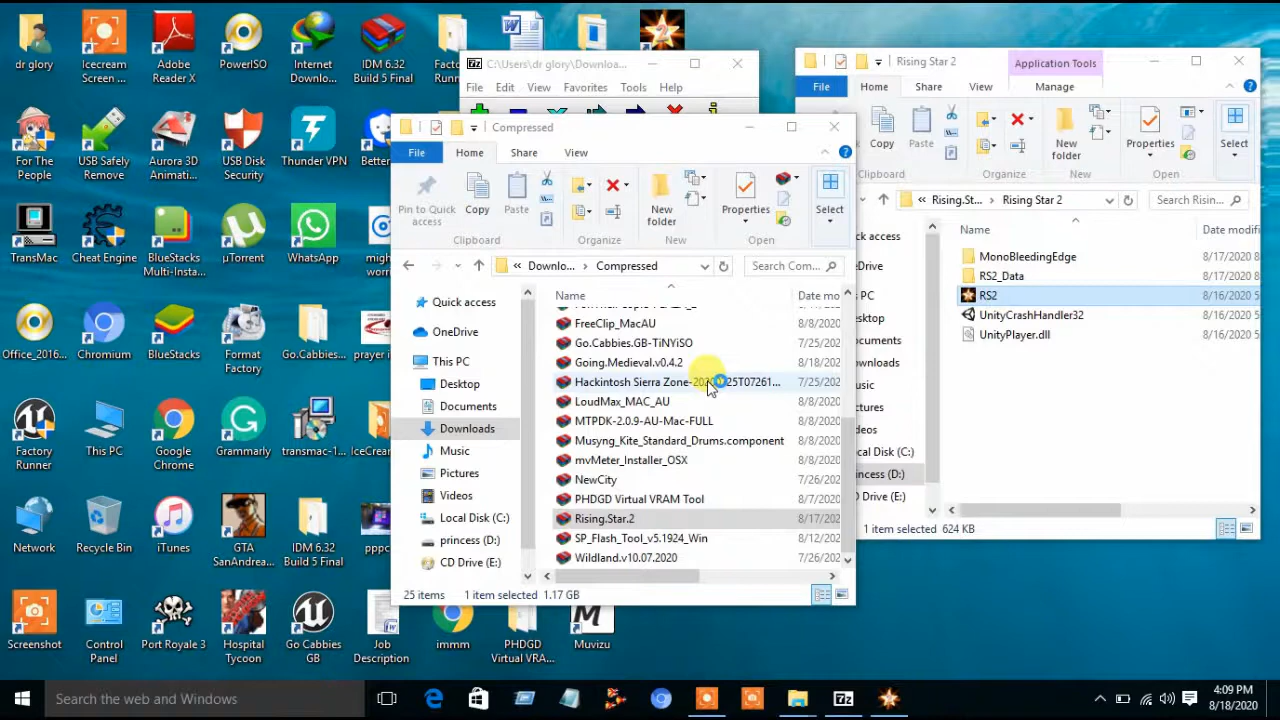 dr glory
Icecream
Screen ...
Adobe
Reader X
PowerISO
Internet
Downlo...
IDM 6.32
Build 5 Final
For The
People
USB Safely
Remove
Aurora 3D
Animati...
USB Disk
Security
Thunder VPN
TransMac
Cheat Engine
BlueStacks
Multi-Insta...
µTorrent
WhatsApp
Office_2016...
Chromium
BlueStacks
Format
Factory
Go.Cabbies....
prayer i
Factory
Runner
This PC
Google
Chrome
Grammarly
transmac-1...
IceCream
Network
Recycle Bin
iTunes
GTA
SanAndrea...
IDM 6.32
Build 5 Final
pppc
Screenshot
Control
Panel
Port Royale 3
Hospital
Tycoon
Go Cabbies
GB
Job
Description
immm
PHDGD
Virtual VRA...
Muvizu
C:\Users\dr glory\Downloa...
File Edit View Favorites Tools Help
Compressed
File Home Share View
Pin to Quick
access
Copy
Paste
New
folder
Properties
Select
Clipboard
Organize
New
Open
« Downlo... › Compressed
Search Com...
Quick access
OneDrive
This PC
Desktop
Documents
Downloads
Music
Pictures
Videos
Local Disk (C:)
princess (D:)
CD Drive (E:)
Name Date mo
FreeClip_MacAU 8/8/2020
Go.Cabbies.GB-TiNYiSO 7/25/202
Going.Medieval.v0.4.2 8/18/202
Hackintosh Sierra Zone-202 25T07261... 7/25/202
LoudMax_MAC_AU 8/8/2020
MTPDK-2.0.9-AU-Mac-FULL 8/8/2020
Musyng_Kite_Standard_Drums.component 8/8/2020
mvMeter_Installer_OSX 8/8/2020
NewCity 7/26/202
PHDGD Virtual VRAM Tool 8/7/2020
Rising.Star.2 8/17/202
SP_Flash_Tool_v5.1924_Win 8/12/202
Wildland.v10.07.2020 7/26/202
25 items 1 item selected 1.17 GB
Rising Star 2
Application Tools
File Home Share View Manage
Copy
Paste
New
folder
Properties
Select
Clipboard
Organize
New
Open
« Rising.St... › Rising Star 2
Search Risin...
Name Date modifi
MonoBleedingEdge 8/17/2020
RS2_Data 8/17/2020
RS2 8/16/2020
UnityCrashHandler32 8/16/2020
UnityPlayer.dll 8/16/2020
1 item selected 624 KB
Search the web and Windows
4:09 PM
8/18/2020